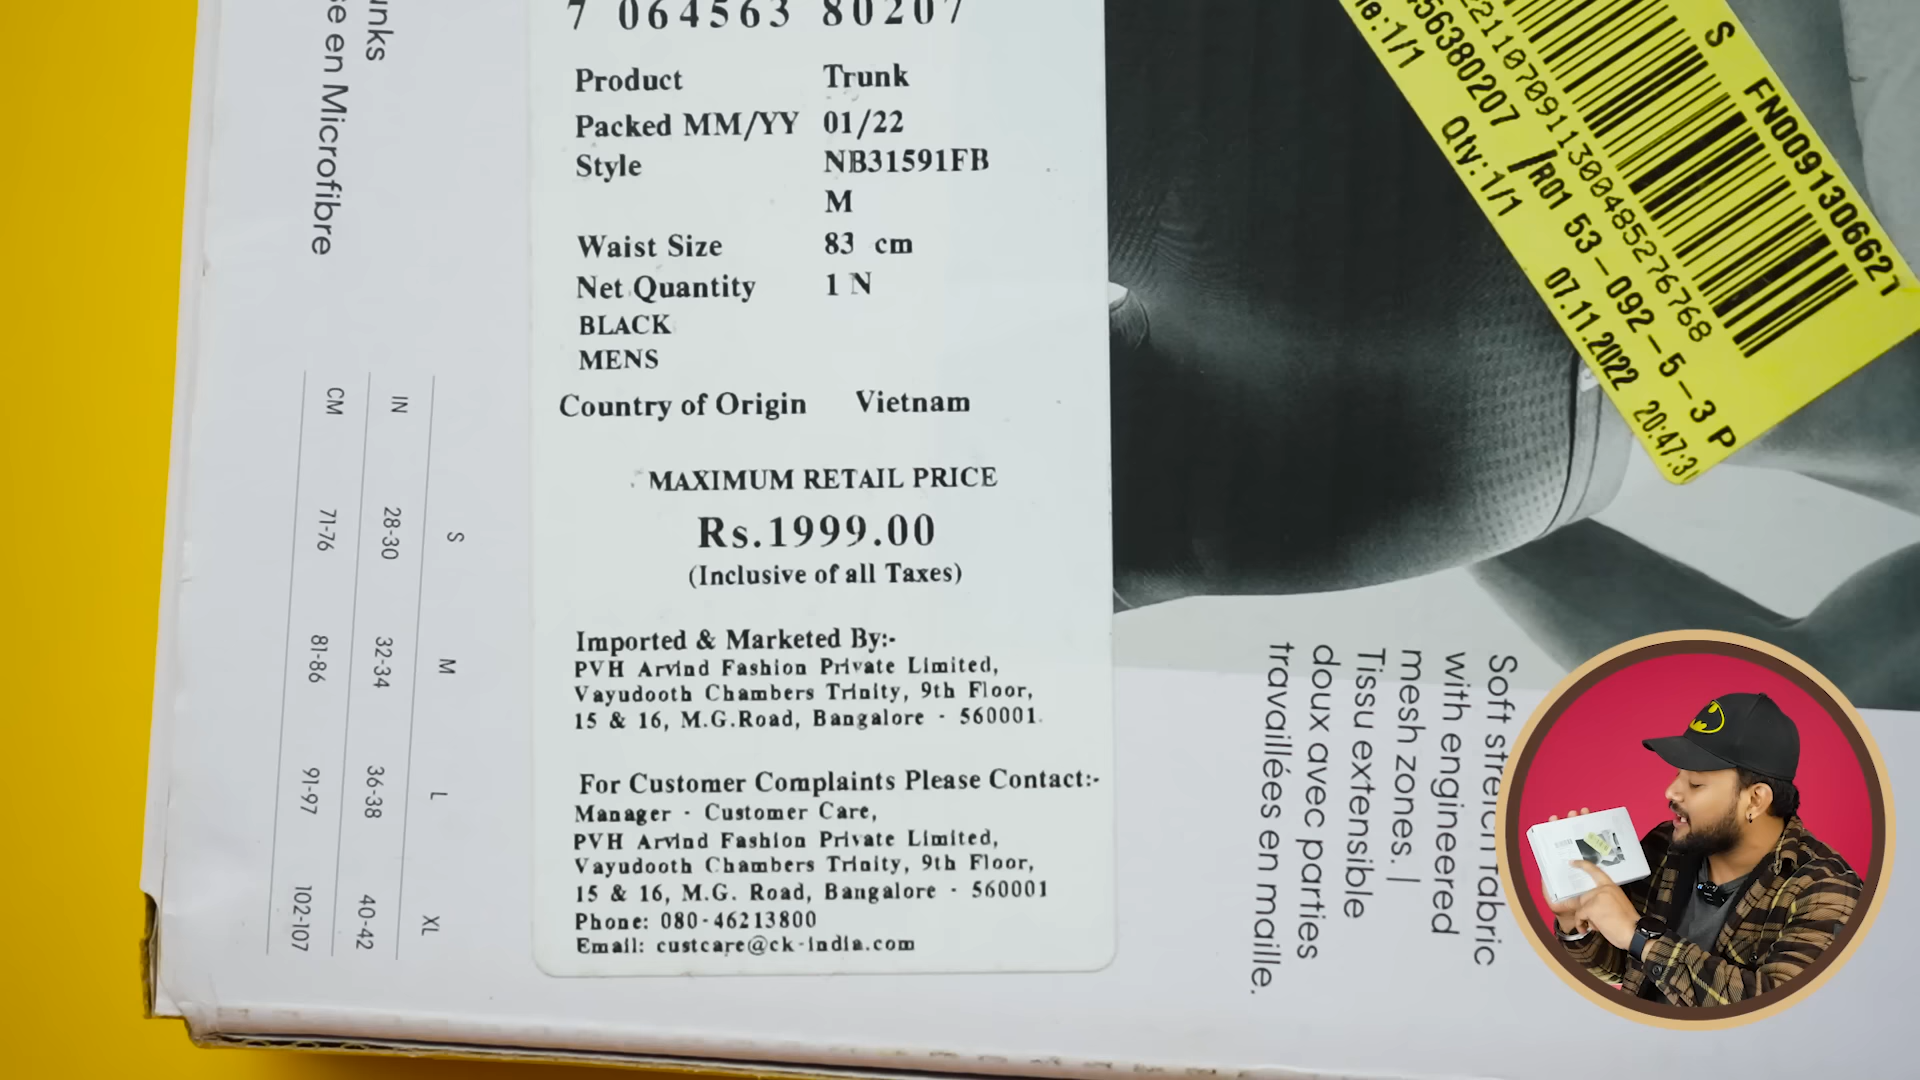 7 064563 80207
Product Trunk
Packed MM/YY 01/22
Style NB31591FB
M
Waist Size 83 cm
Net Quantity 1 N
BLACK
MENS
Country of Origin Vietnam
MAXIMUM RETAIL PRICE
Rs.1999.00
(Inclusive of all Taxes)
Imported & Marketed By:-
PVH Arvind Fashion Private Limited,
Vayudooth Chambers Trinity, 9th Floor,
15 & 16, M.G.Road, Bangalore - 560001.
For Customer Complaints Please Contact:-
Manager - Customer Care,
PVH Arvind Fashion Private Limited,
Vayudooth Chambers Trinity, 9th Floor,
15 & 16, M.G. Road, Bangalore - 560001
Phone: 080-46213800
Email: custcare@ck-india.com
en Microfibre
S M L XL
IN 28-30 32-34 36-38 40-42
CM 71-76 81-86 91-97 102-107
S FN0091306621
R01 53-092-5-3 P
Qty:1/1 07.11.2022
Soft stretch fabric
with engineered
mesh zones. |
Tissu extensible
doux avec parties
travaillées en maille.